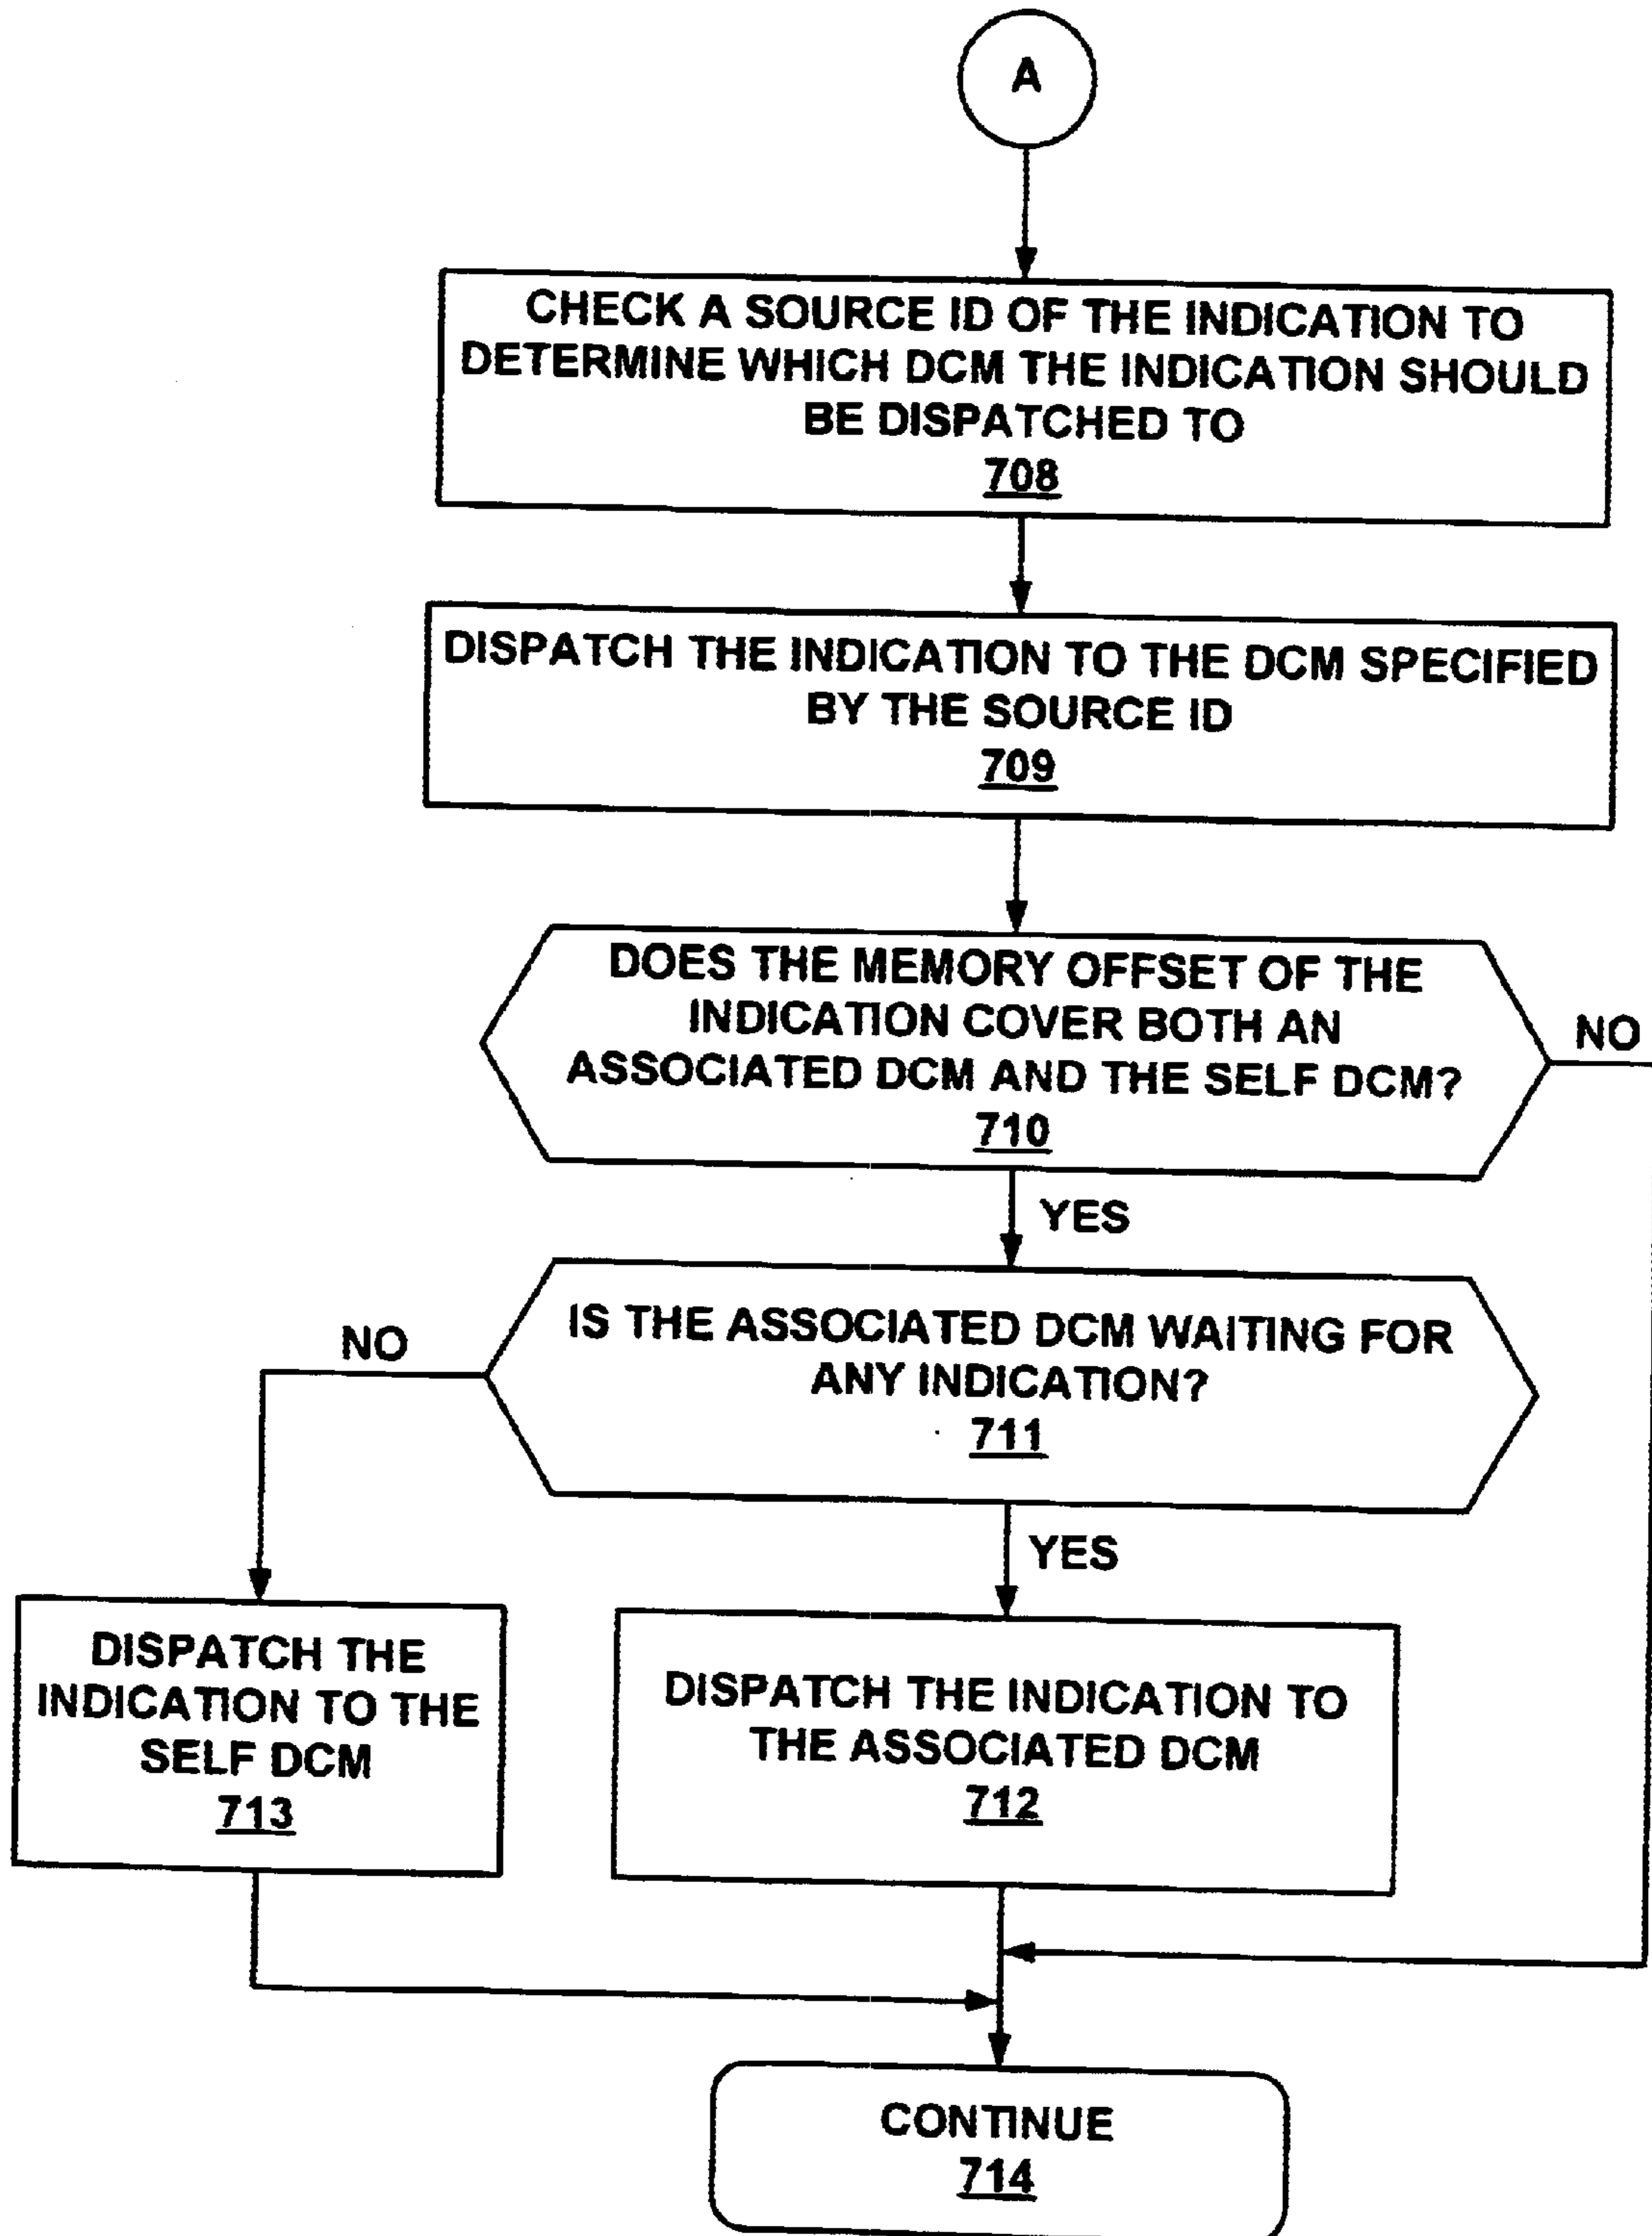 A
CHECK A SOURCE ID OF THE INDICATION TO
DETERMINE WHICH DCM THE INDICATION SHOULD
BE DISPATCHED TO
708
DISPATCH THE INDICATION TO THE DCM SPECIFIED
BY THE SOURCE ID
709
DOES THE MEMORY OFFSET OF THE
INDICATION COVER BOTH AN
ASSOCIATED DCM AND THE SELF DCM?
710
NO
YES
IS THE ASSOCIATED DCM WAITING FOR
ANY INDICATION?
711
NO
YES
DISPATCH THE
INDICATION TO THE
SELF DCM
713
DISPATCH THE INDICATION TO
THE ASSOCIATED DCM
712
CONTINUE
714